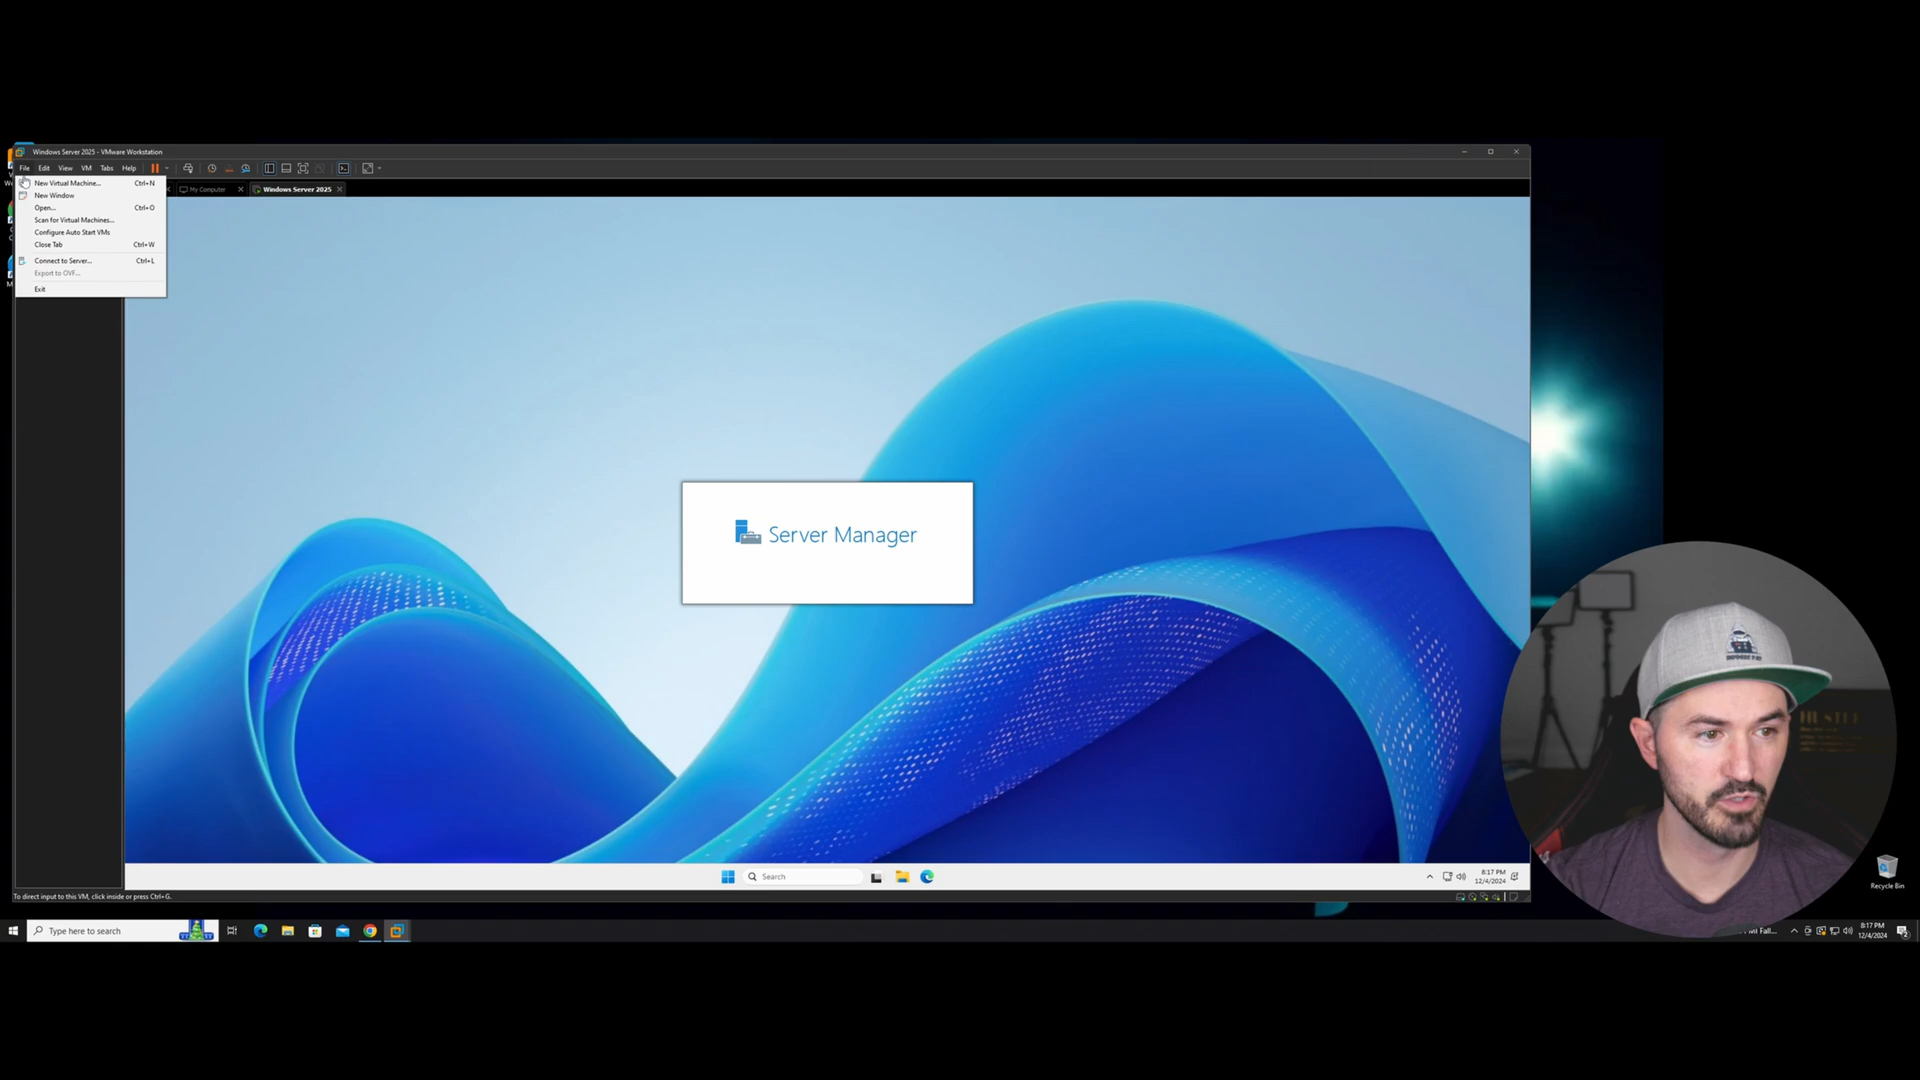 Windows Server 2025 - VMware Workstation
File Edit View VM Tabs Help
New Virtual Machine... Ctrl+N
New Window
Open... Ctrl+O
Scan for Virtual Machines...
Configure Auto Start VMs
Close Tab Ctrl+W
Connect to Server... Ctrl+L
Export to OVF...
Exit
My Computer
Windows Server 2025
Server Manager
Search
8:17 PM
12/4/2024
To direct input to this VM, click inside or press Ctrl+G.
Recycle Bin
Type here to search
8:17 PM
12/4/2024